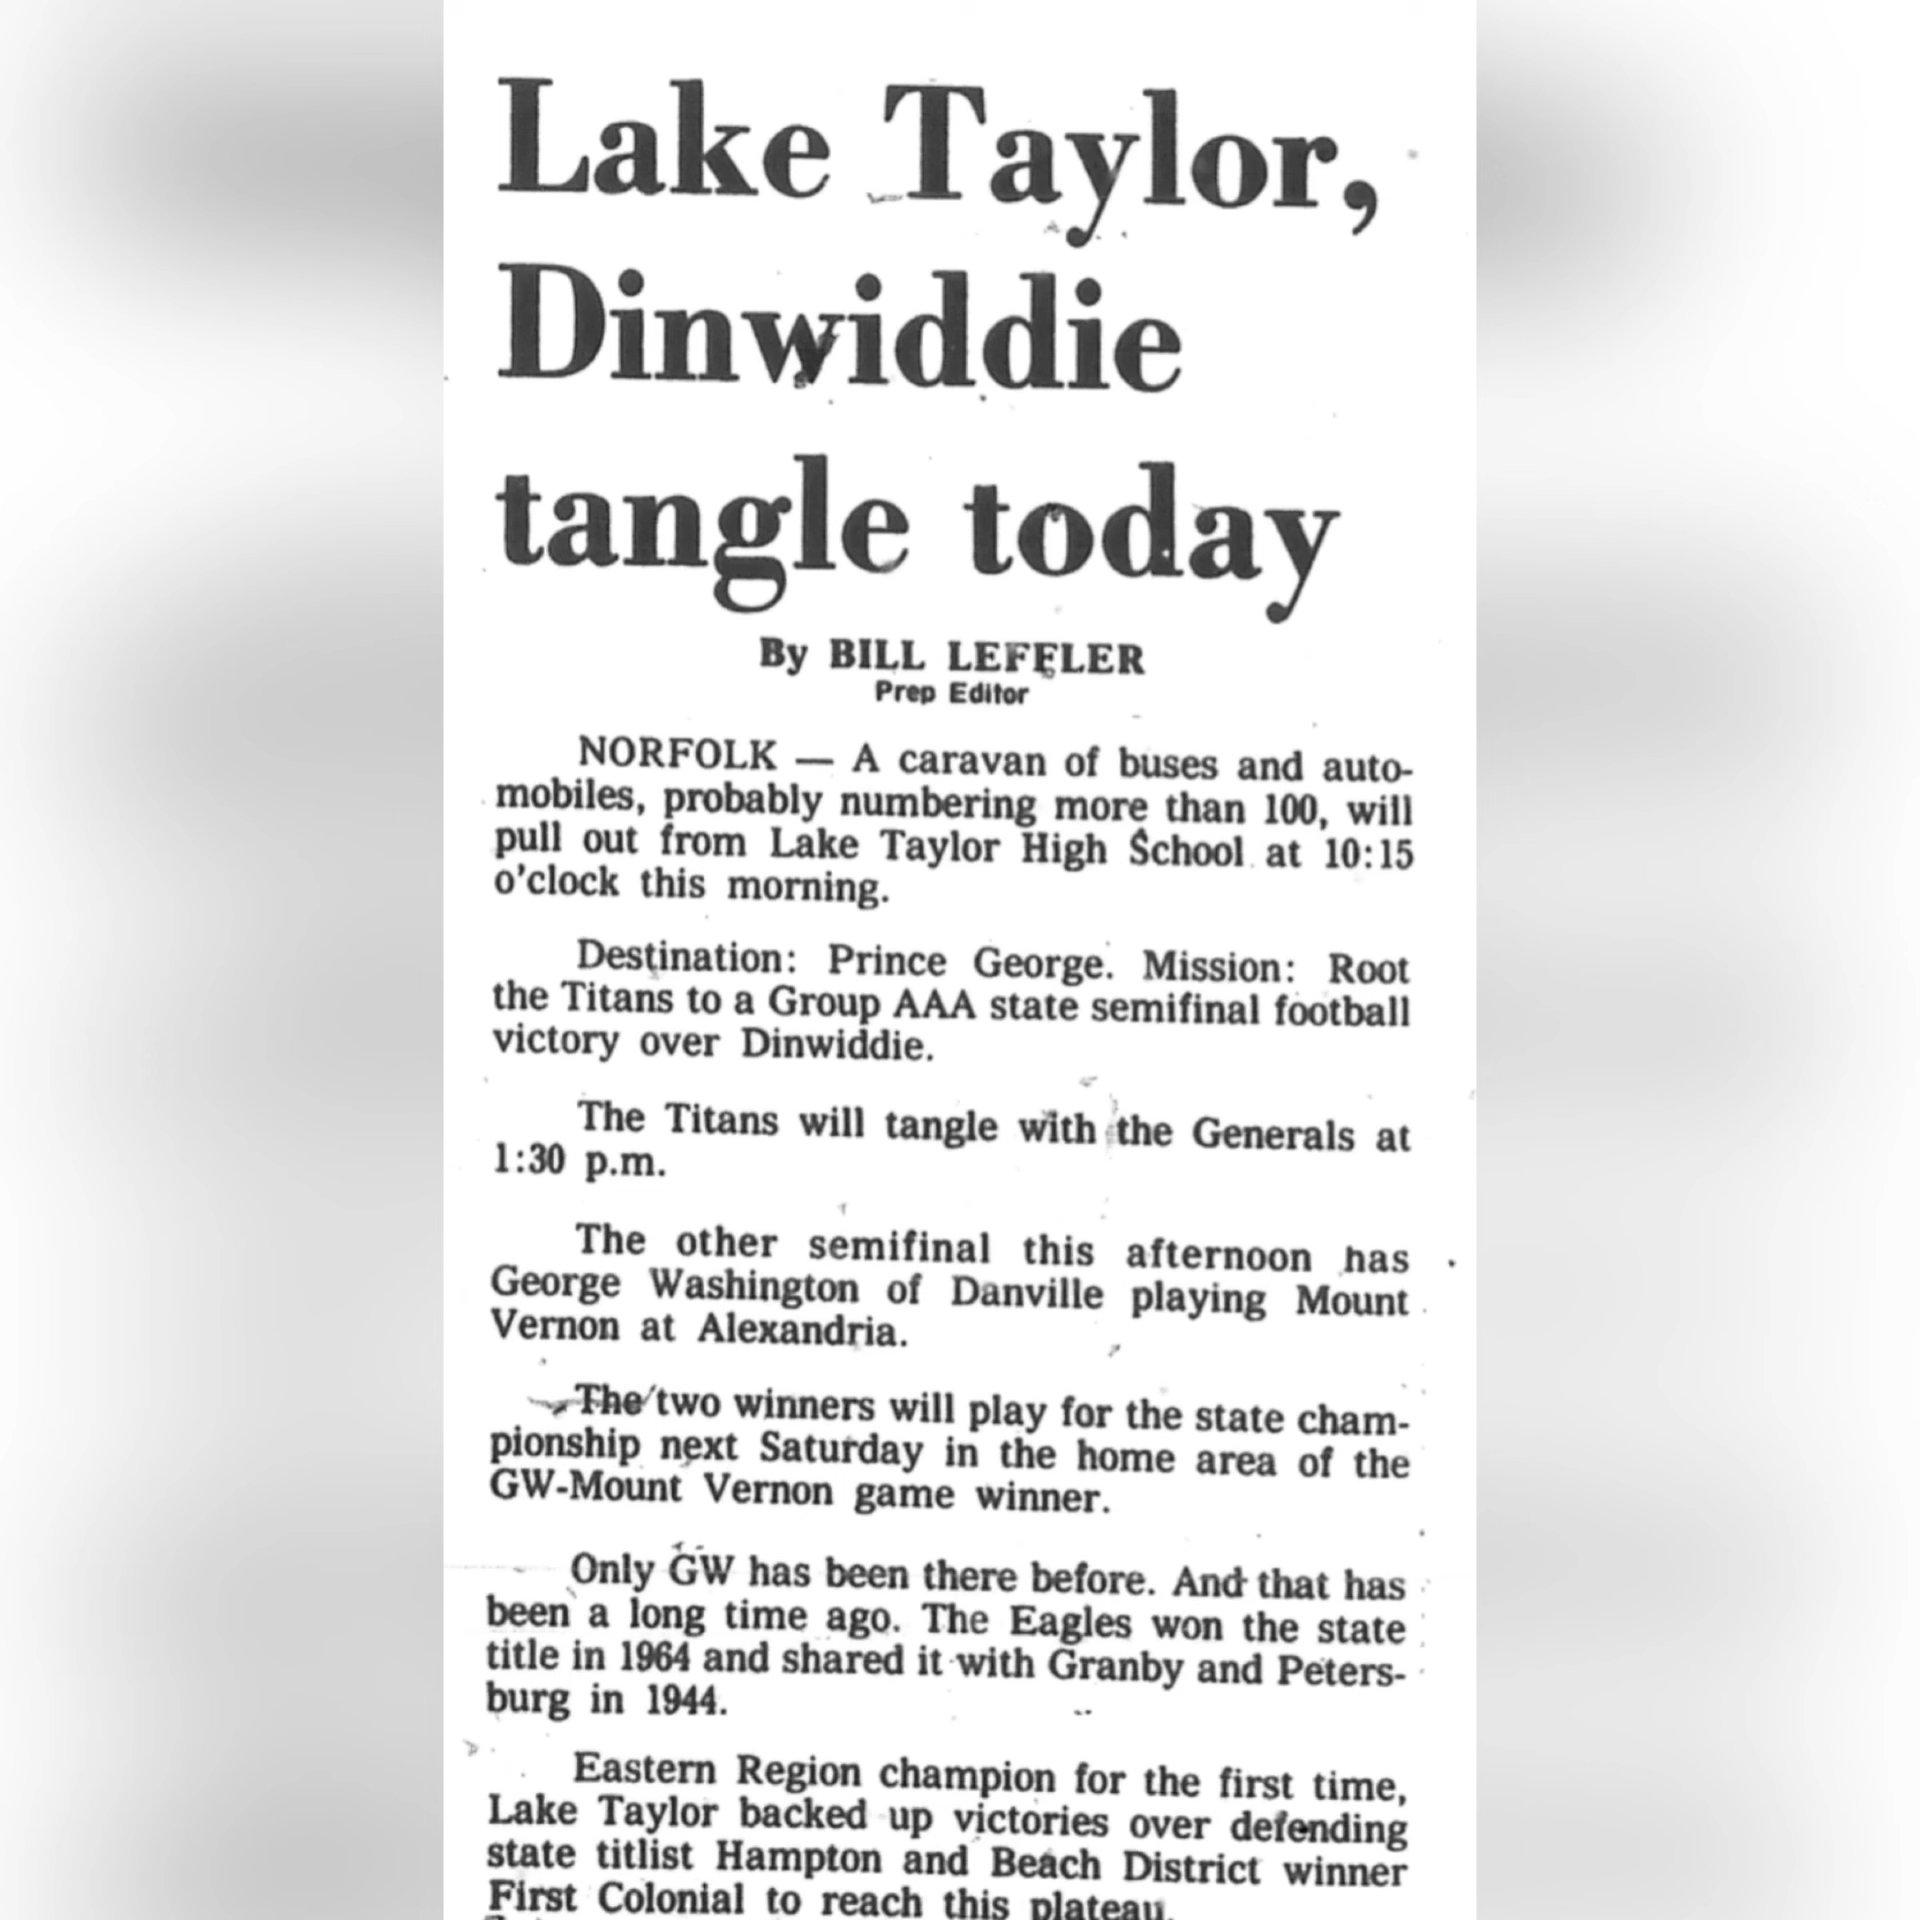 Lake Taylor,
Dinwiddie
tangle today
By BILL LEFFLER
Prep Editor
NORFOLK — A caravan of buses and auto-
mobiles, probably numbering more than 100, will
pull out from Lake Taylor High School at 10:15
o'clock this morning.
Destination: Prince George. Mission: Root
the Titans to a Group AAA state semifinal football
victory over Dinwiddie.
The Titans will tangle with the Generals at
1:30 p.m.
The other semifinal this afternoon has
George Washington of Danville playing Mount
Vernon at Alexandria.
The two winners will play for the state cham-
pionship next Saturday in the home area of the
GW-Mount Vernon game winner.
Only GW has been there before. And that has
been a long time ago. The Eagles won the state
title in 1964 and shared it with Granby and Peters-
burg in 1944.
Eastern Region champion for the first time,
Lake Taylor backed up victories over defending
state titlist Hampton and Beach District winner
First Colonial to reach this plateau.